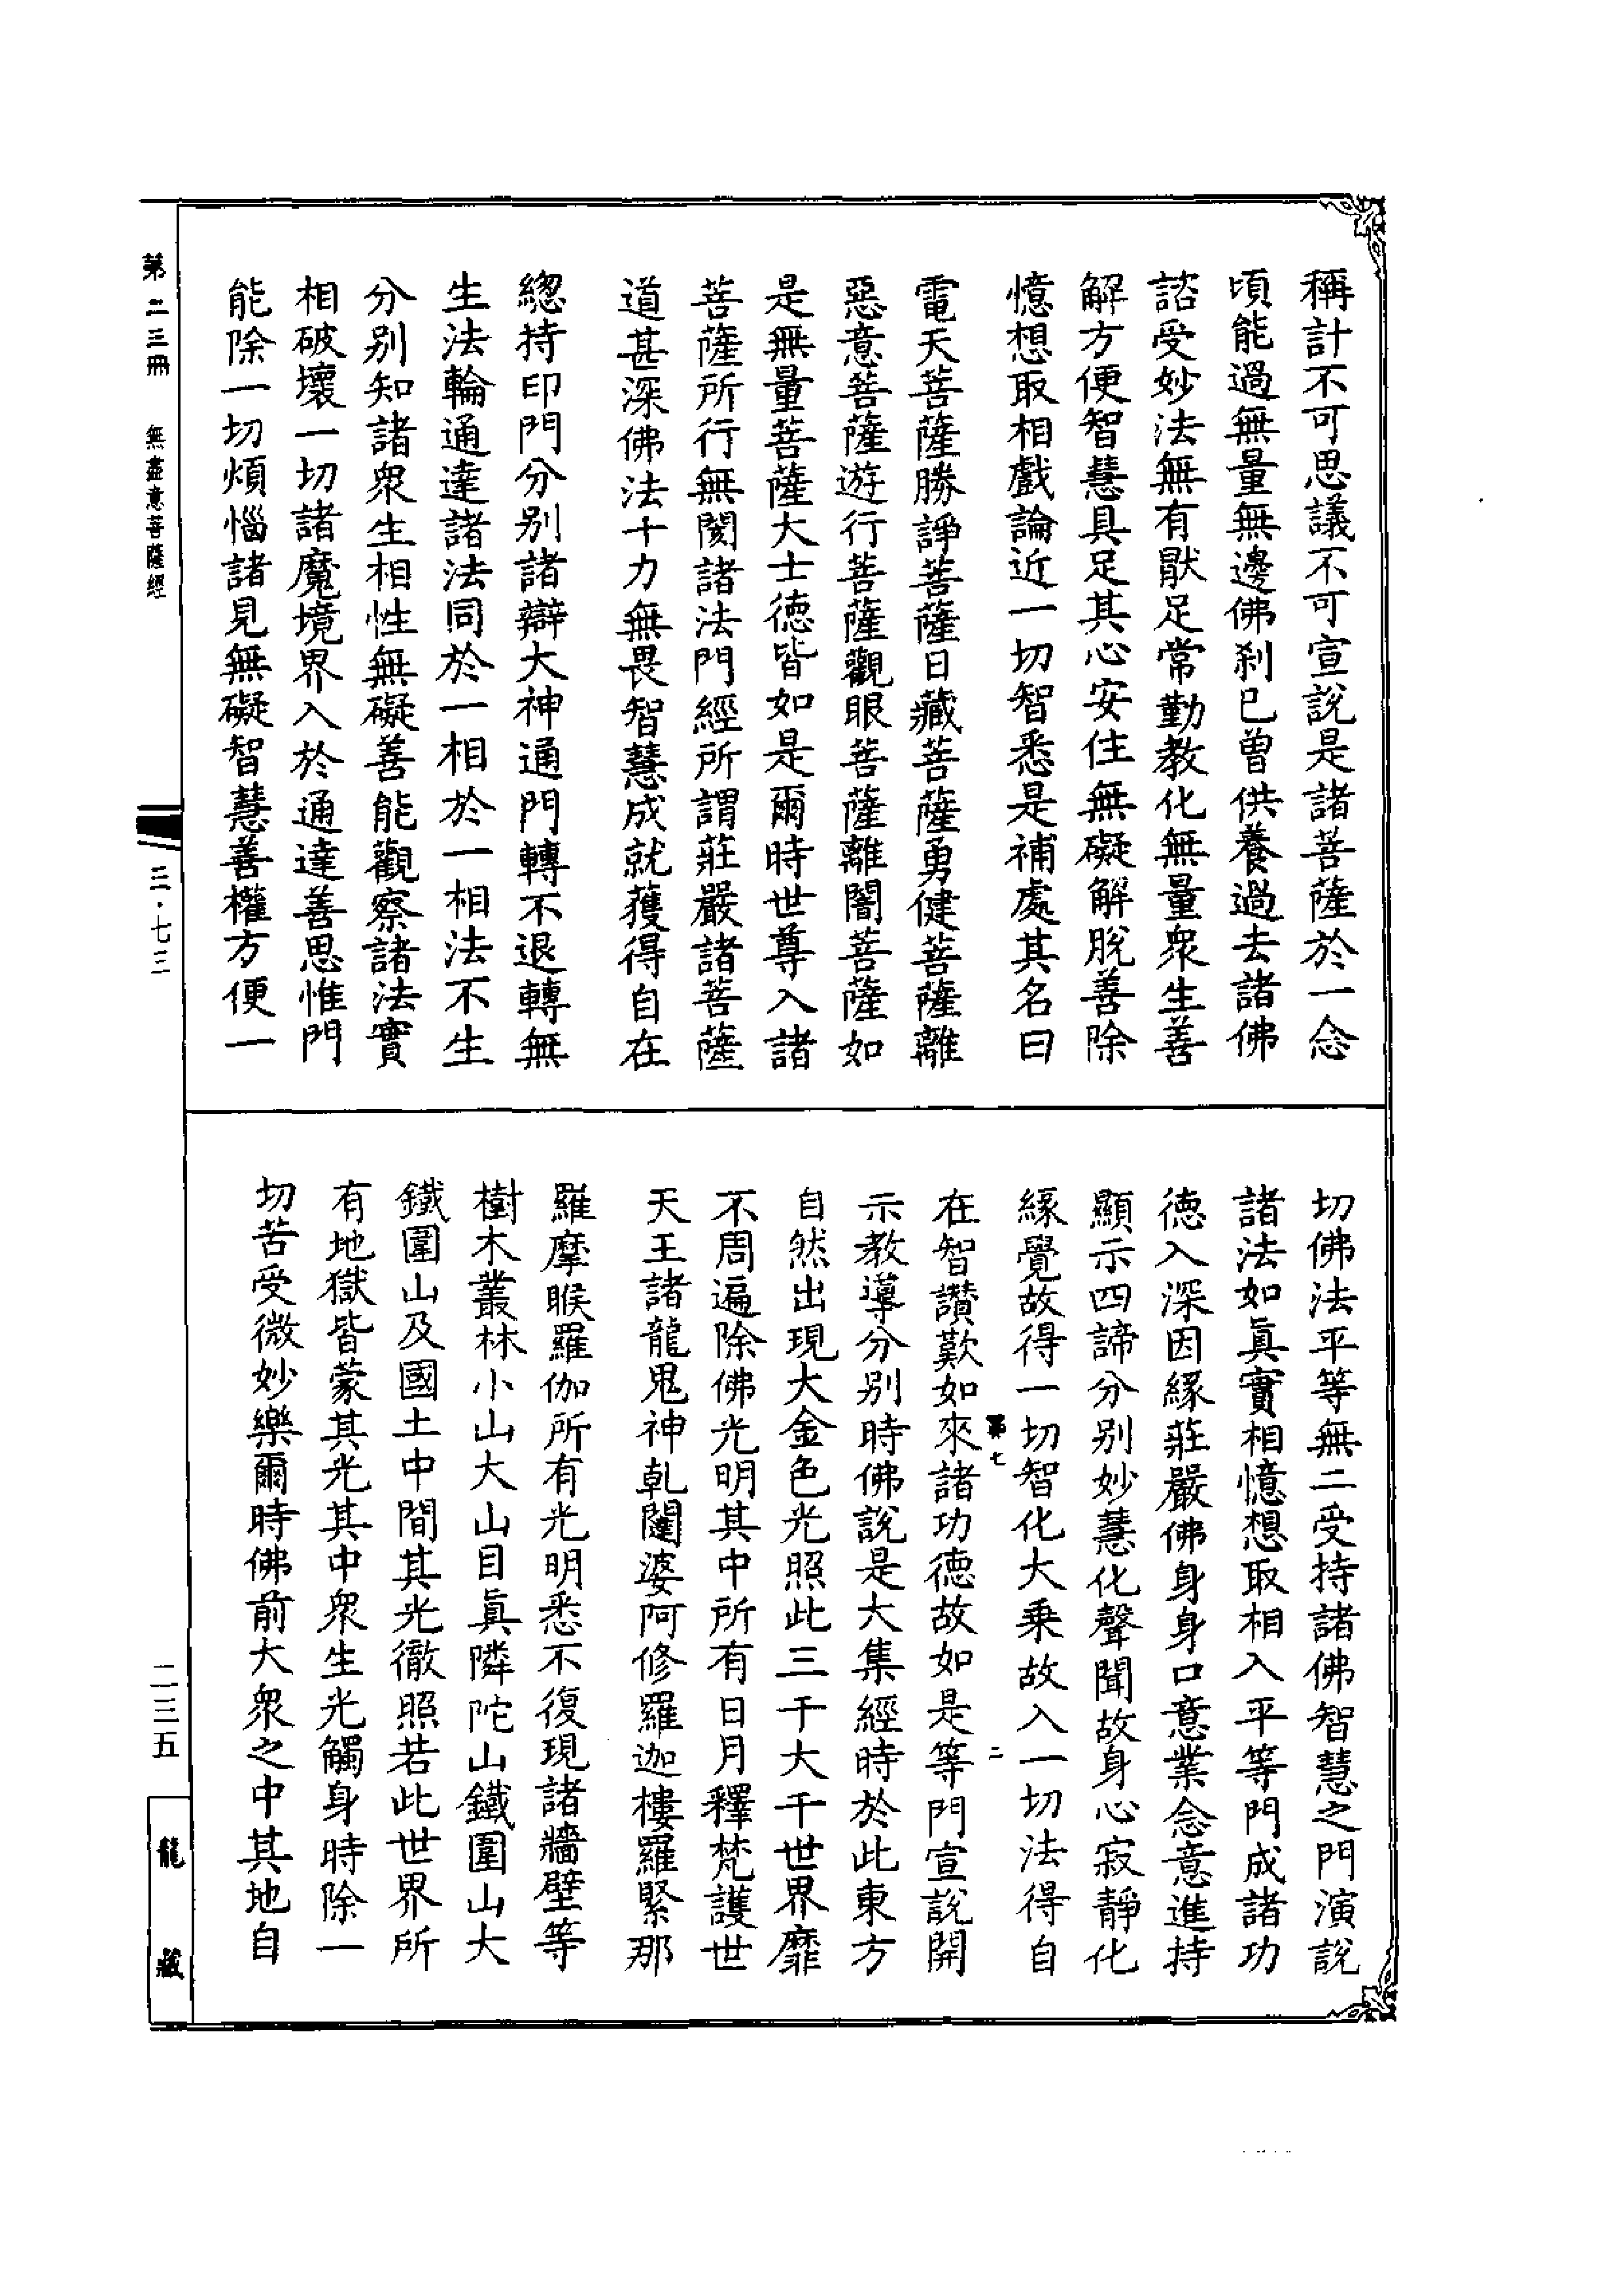 稱計不可思議不可宣說是諸菩薩於一念
頃能過無量無邊佛刹已曾供養過去諸佛
諮受妙法無有厭足常勤教化無量衆生善
解方便智慧具足其心安住無礙解脫善除
憶想取相戲論近一切智悉是補處其名曰
電天菩薩勝諍菩薩日藏菩薩勇健菩薩離
惡意菩薩遊行菩薩觀眼菩薩離闇菩薩如
是無量菩薩大士德皆如是爾時世尊入諸
菩薩所行無閡諸法門經所謂莊嚴諸菩薩
道甚深佛法十力無畏智慧成就獲得自在
緫持印門分別諸辯大神通門轉不退轉無
生法輪通達諸法同於一相於一相法不生
分別知諸衆生相性無礙善能觀察諸法實
相破壞一切諸魔境界入於通達善思惟門
能除一切煩惱諸見無礙智慧善權方便一
切佛法平等無二受持諸佛智慧之門演說
諸法如眞實相憶想取相入平等門成諸功
德入深因緣莊嚴佛身身口意業念意進持
顯示四諦分別妙慧化聲聞故身心寂靜化
緣覺故得一切智化大乘故入一切法得自
第七 二
在智讚歎如來諸功德故如是等門宣說開
示教導分別時佛說是大集經時於此東方
自然出現大金色光照此三千大千世界靡
不周遍除佛光明其中所有日月釋梵護世
天王諸龍鬼神乹闥婆阿修羅迦樓羅緊那
羅摩睺羅伽所有光明悉不復現諸牆壁等
樹木叢林小山大山目眞隣陀山鐵圍山大
鐵圍山及國土中間其光徹照若此世界所
有地獄皆蒙其光其中衆生光觸身時除一
切苦受微妙樂爾時佛前大衆之中其地自
第二三冊 無盡意菩薩經
三·七三
二三五
龍藏